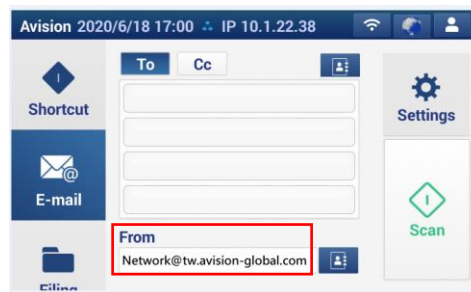 Avision 2020/6/18 17:00 IP 10.1.22.38
To Cc
Shortcut
Settings
E-mail
Scan
From
Network@tw.avision-global.com
Filing